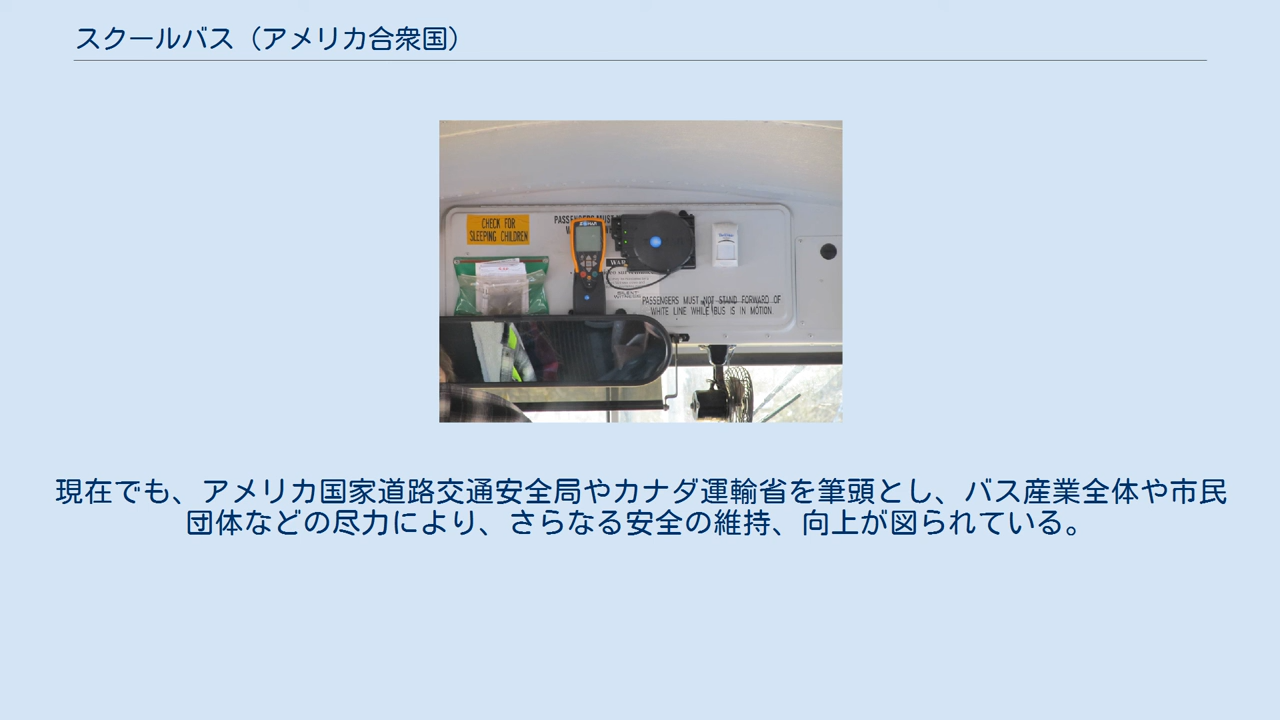 スクールバス（アメリカ合衆国）
CHECK FOR
SLEEPING CHILDREN
PASSENGERS MUST
PASSENGERS MUST NOT STAND FORWARD OF
WHITE LINE WHILE BUS IS IN MOTION
現在でも、アメリカ国家道路交通安全局やカナダ運輸省を筆頭とし、バス産業全体や市民
団体などの尽力により、さらなる安全の維持、向上が図られている。